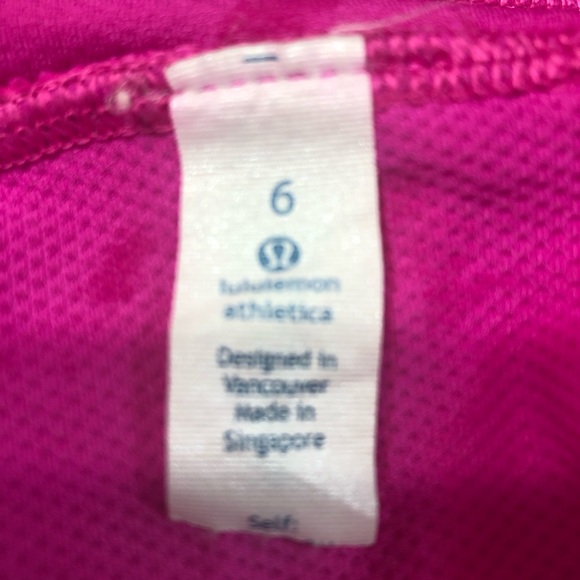 6
lululemon
athletica
Designed in
Vancouver
Made in
Singapore
Self: